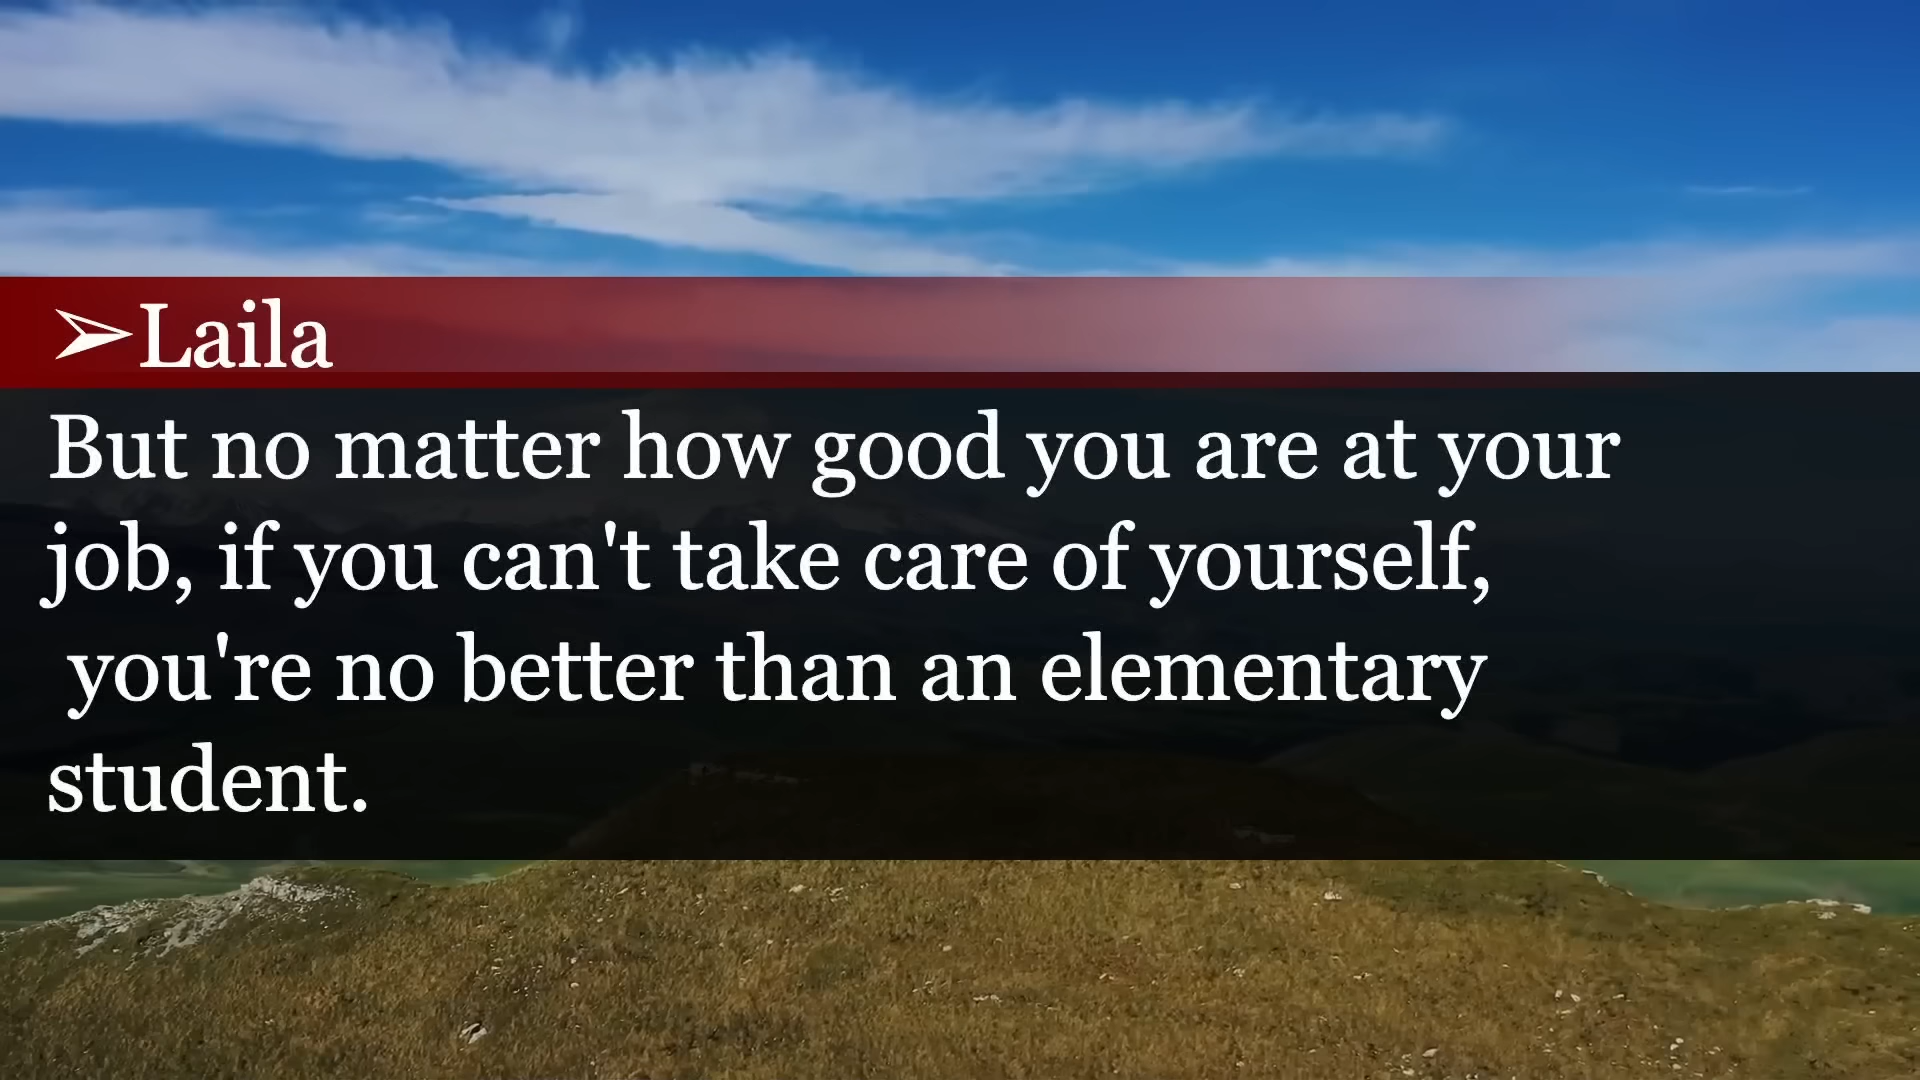 ➢Laila
But no matter how good you are at your
job, if you can't take care of yourself,
you're no better than an elementary
student.